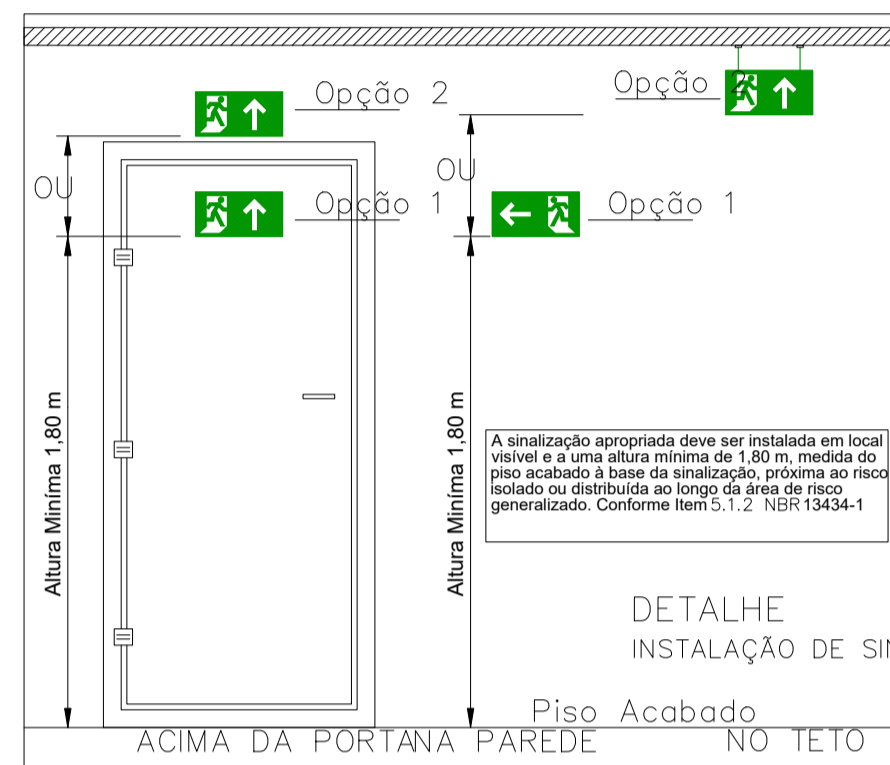 Opção 2
Opção 2
OU
OU
Opção 1
Opção 1
Altura Miníma 1,80 m
Altura Miníma 1,80 m
A sinalização apropriada deve ser instalada em local
visível e a uma altura mínima de 1,80 m, medida do
piso acabado à base da sinalização, próxima ao risco
isolado ou distribuída ao longo da área de risco
generalizado. Conforme Item 5.1.2 NBR 13434-1
DETALHE
INSTALAÇÃO DE
Piso Acabado
ACIMA DA PORTA
NA PAREDE
NO TETO